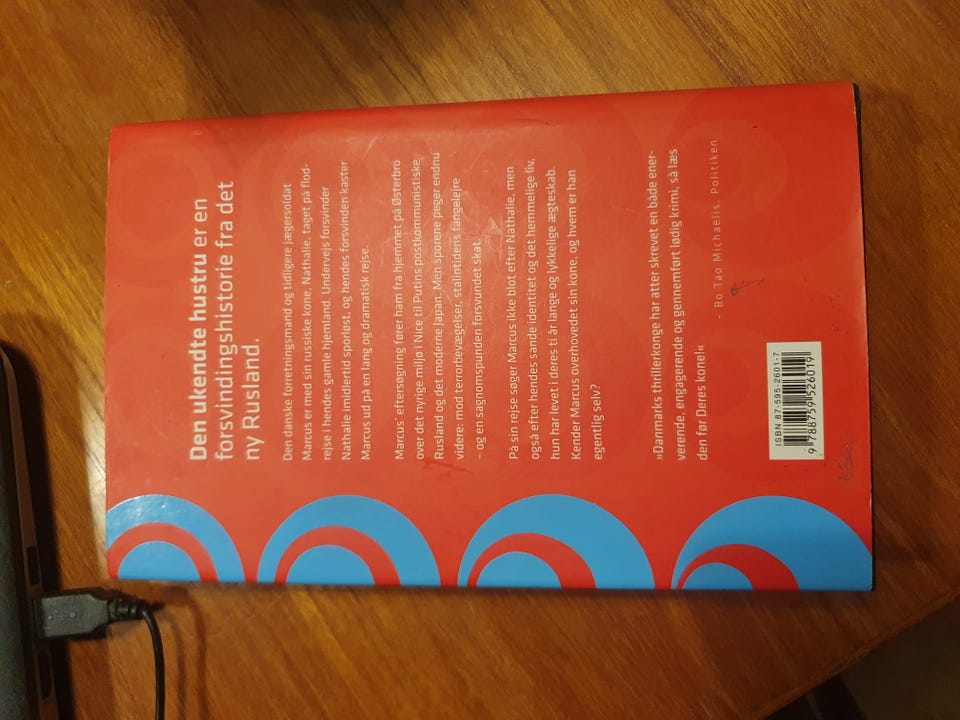 Den ukendte hustru er en
forsvindingshistorie fra det
ny Rusland.
Den danske forretningsmand og tidligere jægersoldat
Marcus er med sin russiske kone, Nathalie, taget på flod-
rejse i hendes gamle hjemland. Undervejs forsvinder
Nathalie imidlertid sporløst, og hendes forsvinden kaster
Marcus ud på en lang og dramatisk rejse.
Marcus' eftersøgning fører ham fra hjemmet på Østerbro
over det nyrige miljø i Nice til Putins postkommunistiske
Rusland og det moderne Japan. Men sporene peger endnu
videre: mod terrorbevægelser, stalintidens fangelejre
– og en sagnomspunden forsvundet skat.
På sin rejse søger Marcus ikke blot efter Nathalie, men
også efter hendes sande identitet og det hemmelige liv,
hun har levet i deres ti år lange og lykkelige ægteskab.
Kender Marcus overhovedet sin kone, og hvem er han
egentlig selv?
»Danmarks thrillerkonge har atter skrevet en både ener-
verende, engagerende og gennemført lødig krimi, så læs
den før Deres kone!«
- Bo Tao Michaëlis, Politiken
ISBN 87-595-2601-7
9 788759 526019